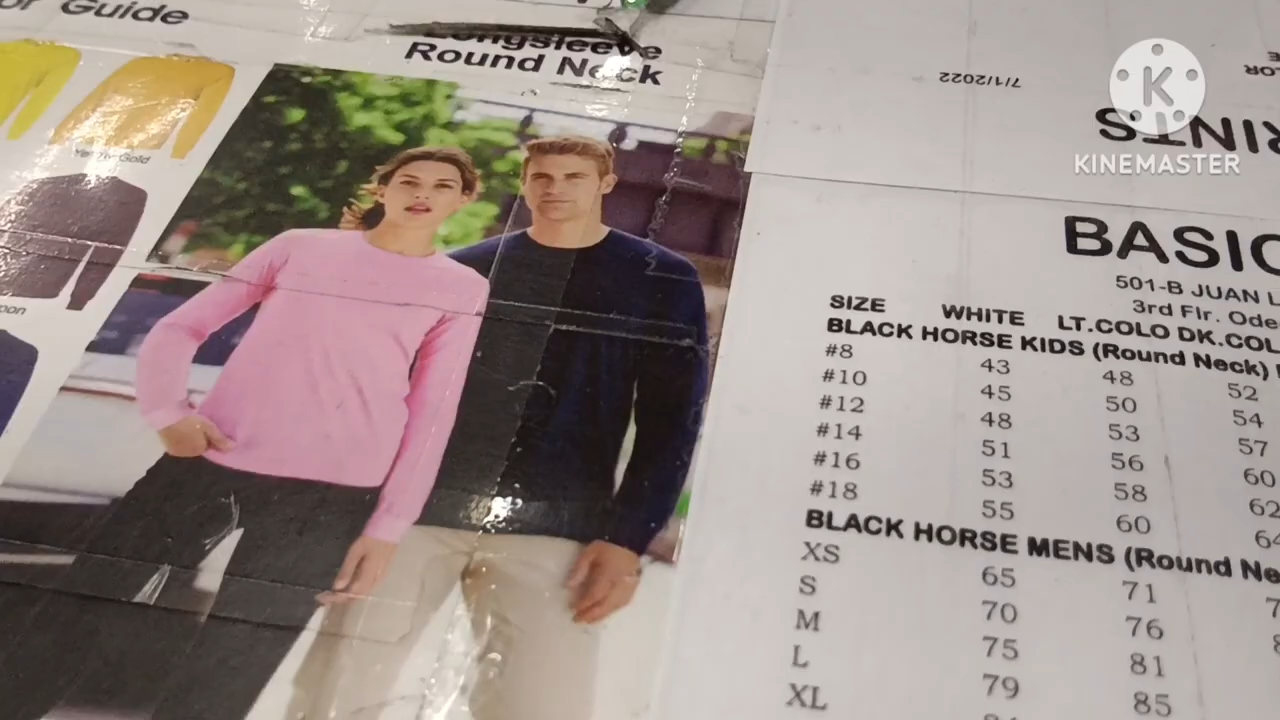 or Guide
Longsleeve
Round Neck
Yellow Gold
7/1/2022
RINTS
K
KINEMASTER
BASIC
501-B JUAN L
3rd Flr. Ode
SIZE WHITE LT.COLO DK.COL
BLACK HORSE KIDS (Round Neck)
#8 43 48 52
#10 45 50 54
#12 48 53 57
#14 51 56 60
#16 53 58 62
#18 55 60 64
BLACK HORSE MENS (Round Ne
XS 65 71
S 70 76
M 75 81
L 79 85
XL